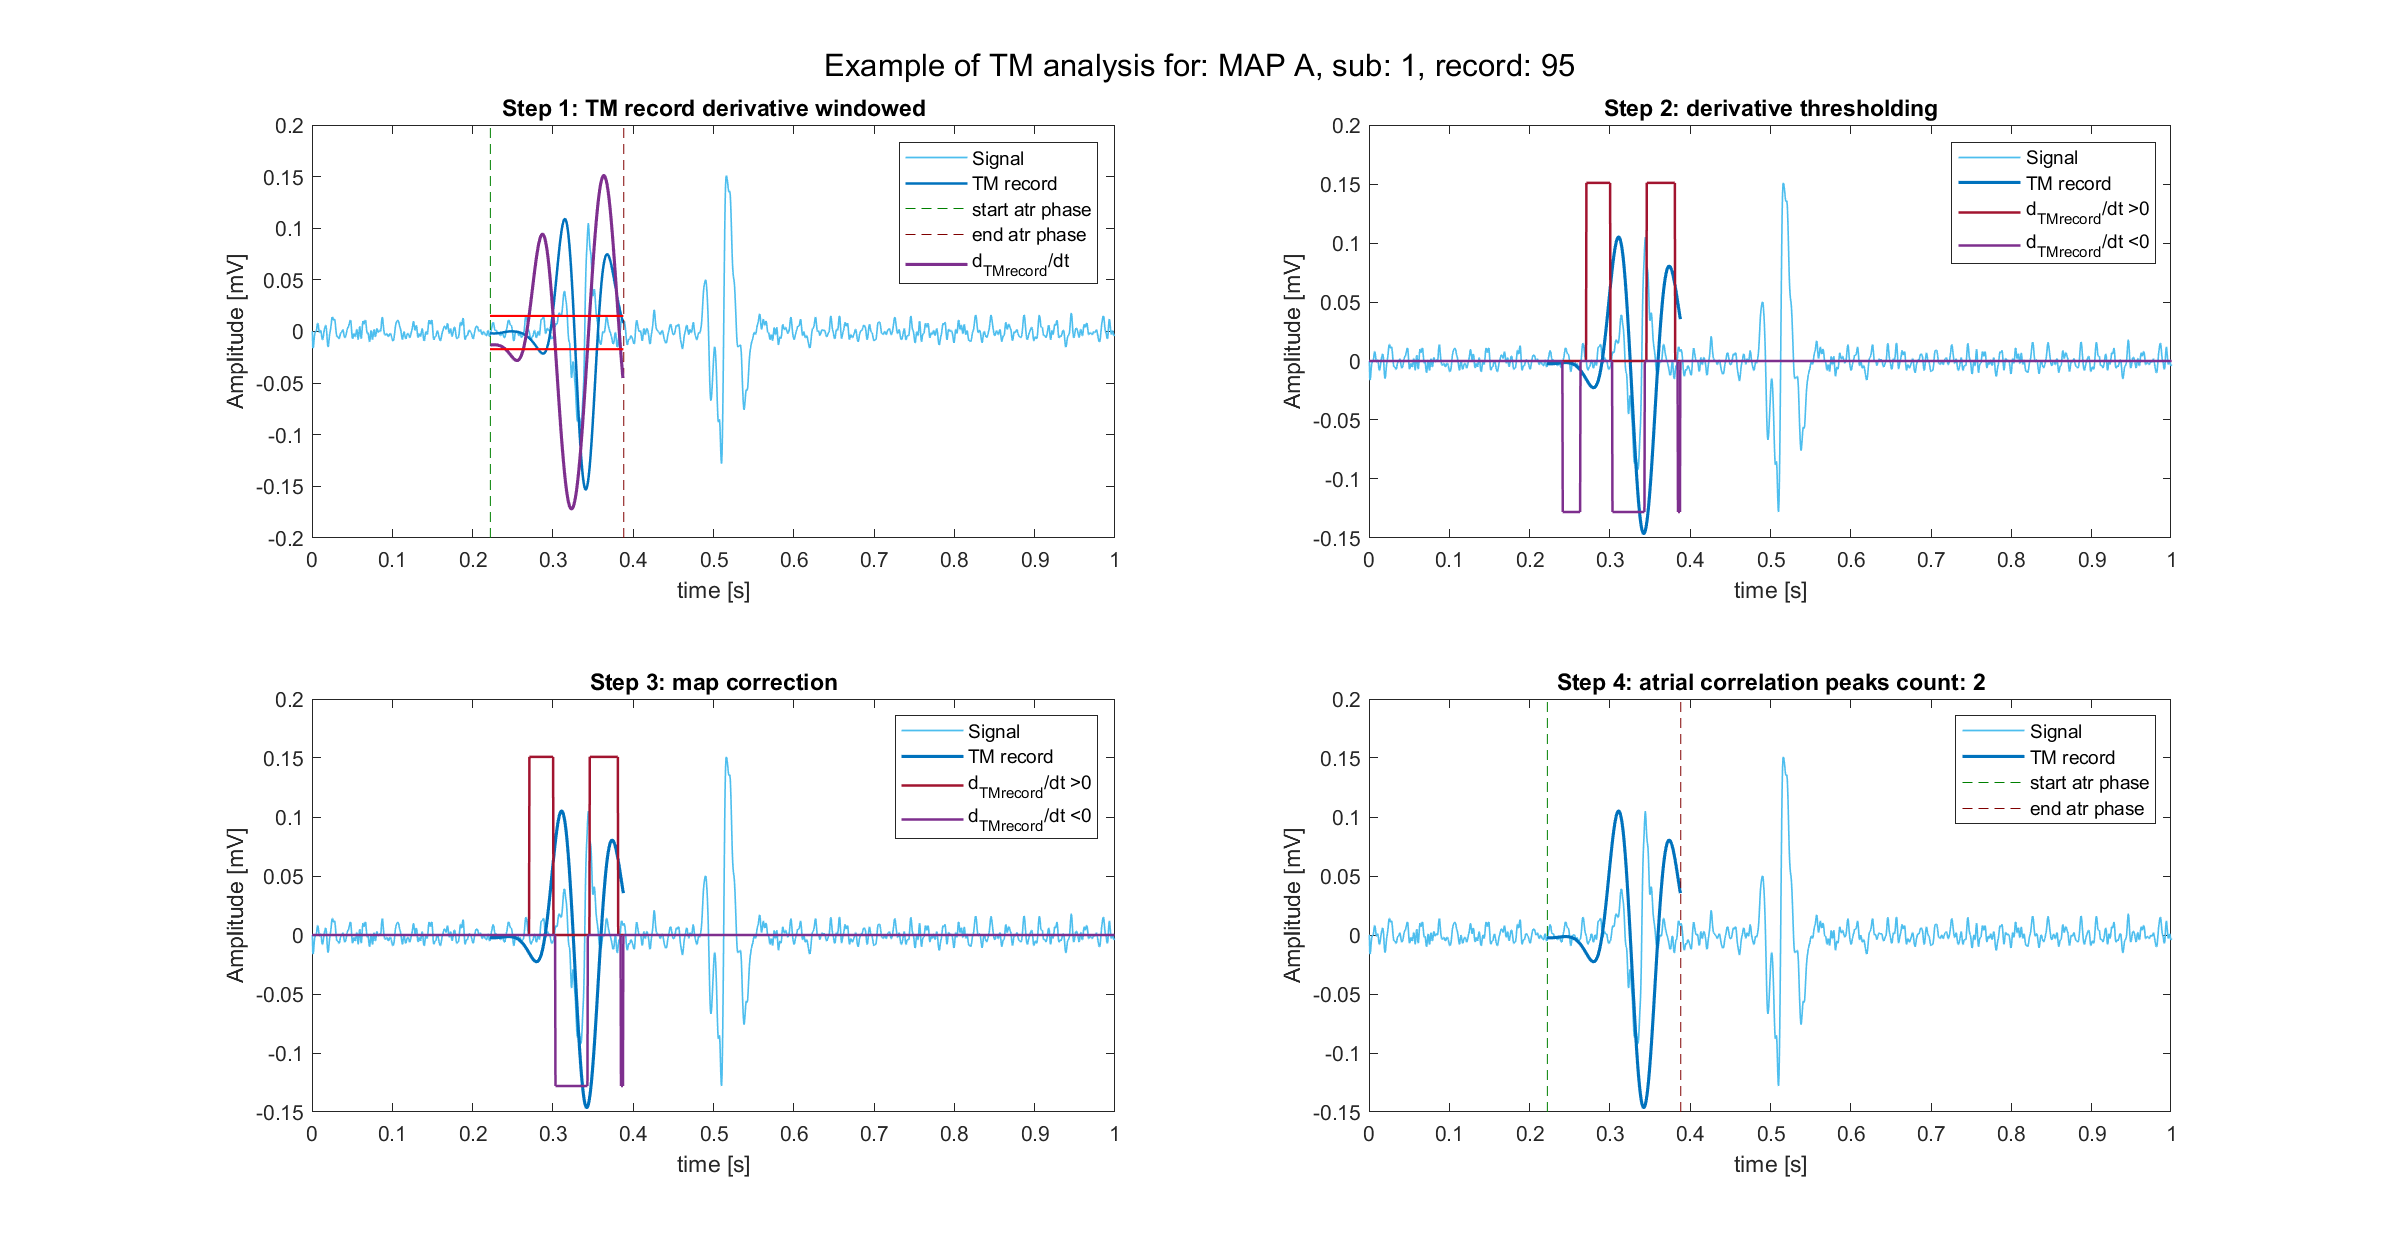 Example of TM analysis for: MAP A, sub: 1, record: 95
Step 1: TM record derivative windowed
0.2
0.15
0.1
0.05
0
-0.05
-0.1
-0.15
-0.2
Amplitude [mV]
0 0.1 0.2 0.3 0.4 0.5 0.6 0.7 0.8 0.9 1
time [s]
Signal
TM record
start atr phase
end atr phase
dTMrecord/dt
Step 2: derivative thresholding
0.2
0.15
0.1
0.05
0
-0.05
-0.1
-0.15
Amplitude [mV]
0 0.1 0.2 0.3 0.4 0.5 0.6 0.7 0.8 0.9 1
time [s]
Signal
TM record
dTMrecord/dt >0
dTMrecord/dt <0
Step 3: map correction
0.2
0.15
0.1
0.05
0
-0.05
-0.1
-0.15
Amplitude [mV]
0 0.1 0.2 0.3 0.4 0.5 0.6 0.7 0.8 0.9 1
time [s]
Signal
TM record
dTMrecord/dt >0
dTMrecord/dt <0
Step 4: atrial correlation peaks count: 2
0.2
0.15
0.1
0.05
0
-0.05
-0.1
-0.15
Amplitude [mV]
0 0.1 0.2 0.3 0.4 0.5 0.6 0.7 0.8 0.9 1
time [s]
Signal
TM record
start atr phase
end atr phase